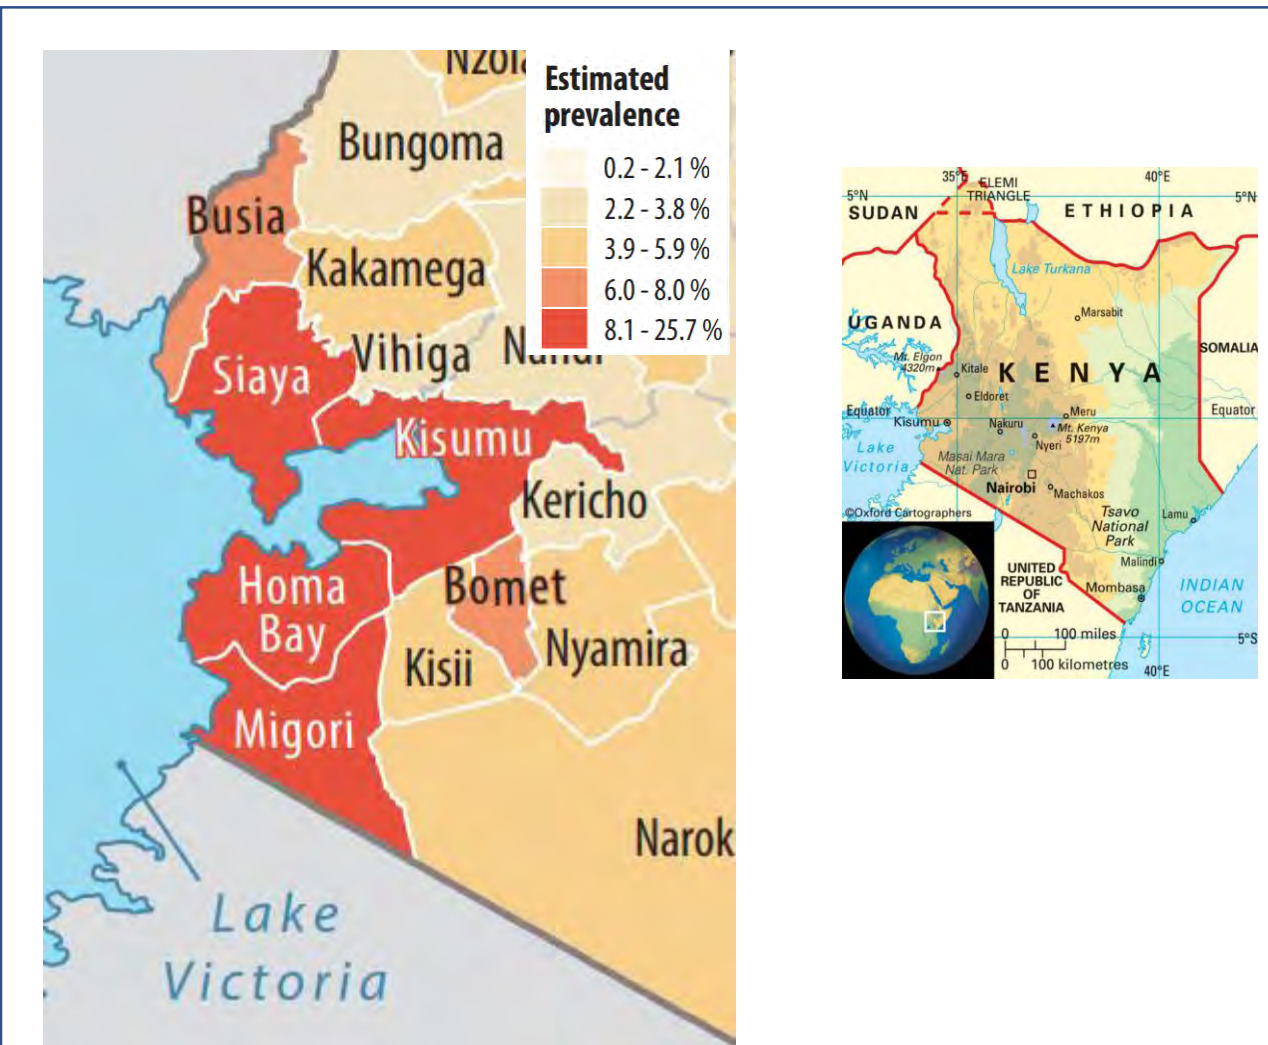 Estimated
prevalence
0.2 - 2.1 %
2.2 - 3.8 %
3.9 - 5.9 %
6.0 - 8.0 %
8.1 - 25.7 %
Bungoma
Busia
Kakamega
Vihiga
Siaya
Kisumu
Kericho
Homa
Bay
Bomet
Nyamira
Kisii
Migori
Narok
Lake
Victoria
35°E
40°E
5°N
5°N
ELEMI
TRIANGLE
SUDAN
ETHIOPIA
Lake Turkana
Marsabit
UGANDA
SOMALIA
Mt. Elgon
4320m
Kitale
KENYA
Eldoret
Equator
Equator
Kisumu
Nakuru
Meru
Mt. Kenya
5197m
Nyeri
Lake
Victoria
Masai Mara
Nat. Park
Nairobi
Machakos
©Oxford Cartographers
Tsavo
National
Park
Lamu
Malindi
UNITED
REPUBLIC
OF
TANZANIA
Mombasa
INDIAN
OCEAN
0 100 miles
0 100 kilometres
5°S
40°E